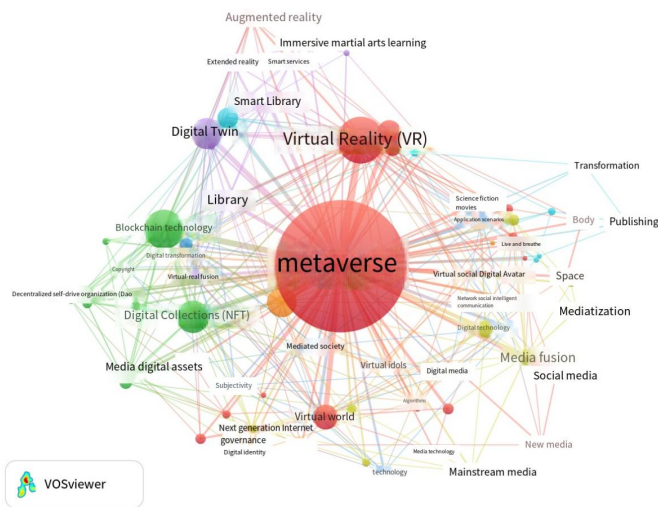 Augmented reality
Immersive martial arts learning
Extended reality
Smart services
Smart Library
Digital Twin
Virtual Reality (VR)
Transformation
Library
Science fiction
movies
Application scenarios
Body
Publishing
Blockchain technology
Live and breathe
Digital transformation
metaverse
Copyright
Virtual-real fusion
Virtual social Digital Avatar
Space
Decentralized self-drive organization (Dao
Network social intelligent
communication
Mediatization
Digital Collections (NFT)
Digital technology
Mediated society
Media fusion
Media digital assets
Virtual idols
Digital media
Social media
Subjectivity
Algorithm
Virtual world
Next generation Internet
governance
New media
Digital identity
Media technology
technology
Mainstream media
VOSviewer